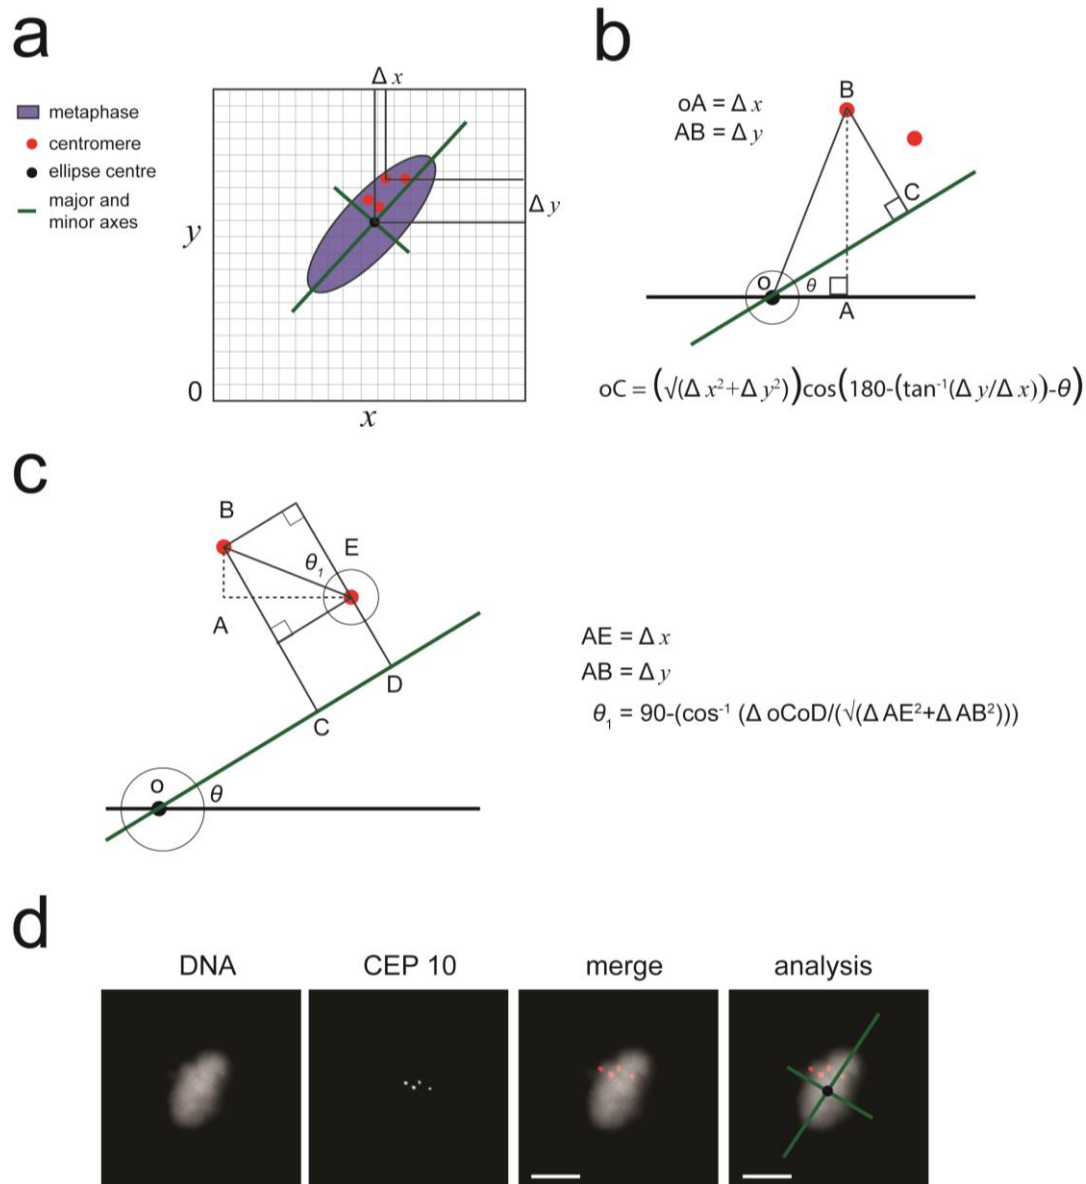 a
Δ x
metaphase
centromere
ellipse centre
major and
minor axes
Δ y
y
0
x
b
oA = Δ x
AB = Δ y
B
C
O
θ
A
oC = (√(Δ x²+Δ y²))cos(180-(tan⁻¹(Δ y/Δ x))-θ)
c
B
E
θ₁
A
D
C
O
θ
AE = Δ x
AB = Δ y
θ₁ = 90-(cos⁻¹ (Δ oCoD/(√(Δ AE²+Δ AB²)))
d
DNA
CEP 10
merge
analysis